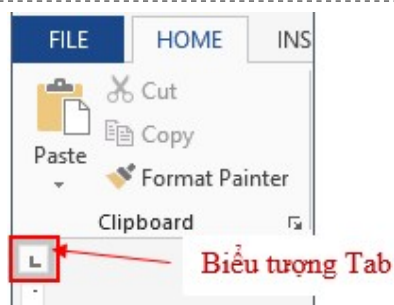 FILE HOME INS
Cut
Copy
Paste
Format Painter
Clipboard
Biểu tượng Tab